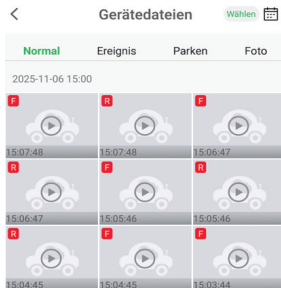 Gerätedateien Wählen
Normal Ereignis Parken Foto
2025-11-06 15:00
F R F
15:07:48 15:07:48 15:06:47
R F R
15:06:47 15:05:46 15:05:46
R F F
15:04:45 15:04:45 15:03:44